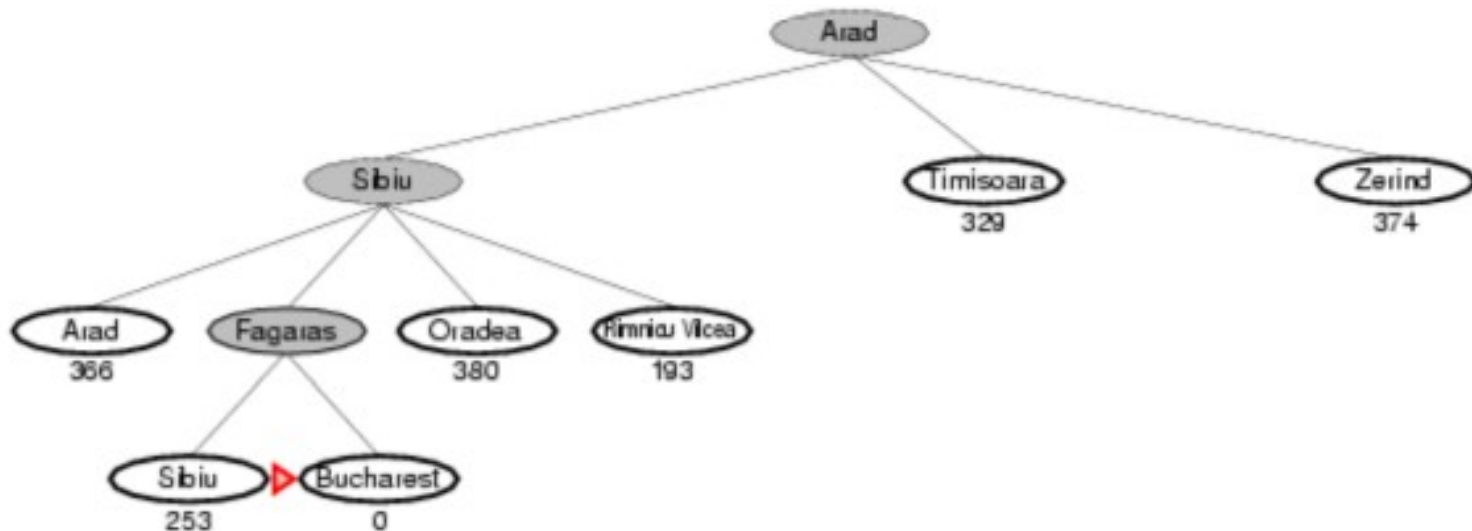 Arad
Sibiu
Timisoara
Zerind
329
374
Arad
Fagaras
Oradea
Rimnicu Vilcea
366
380
193
Sibiu
Bucharest
253
0